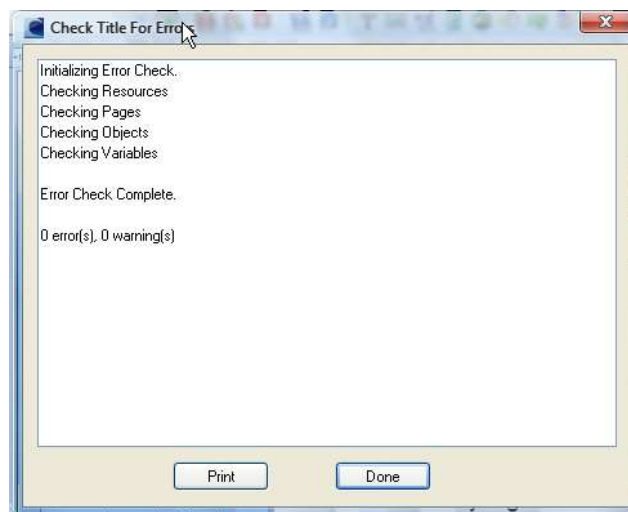 Check Title For Errors
Initializing Error Check.
Checking Resources
Checking Pages
Checking Objects
Checking Variables
Error Check Complete.
0 error(s), 0 warning(s)
Print
Done